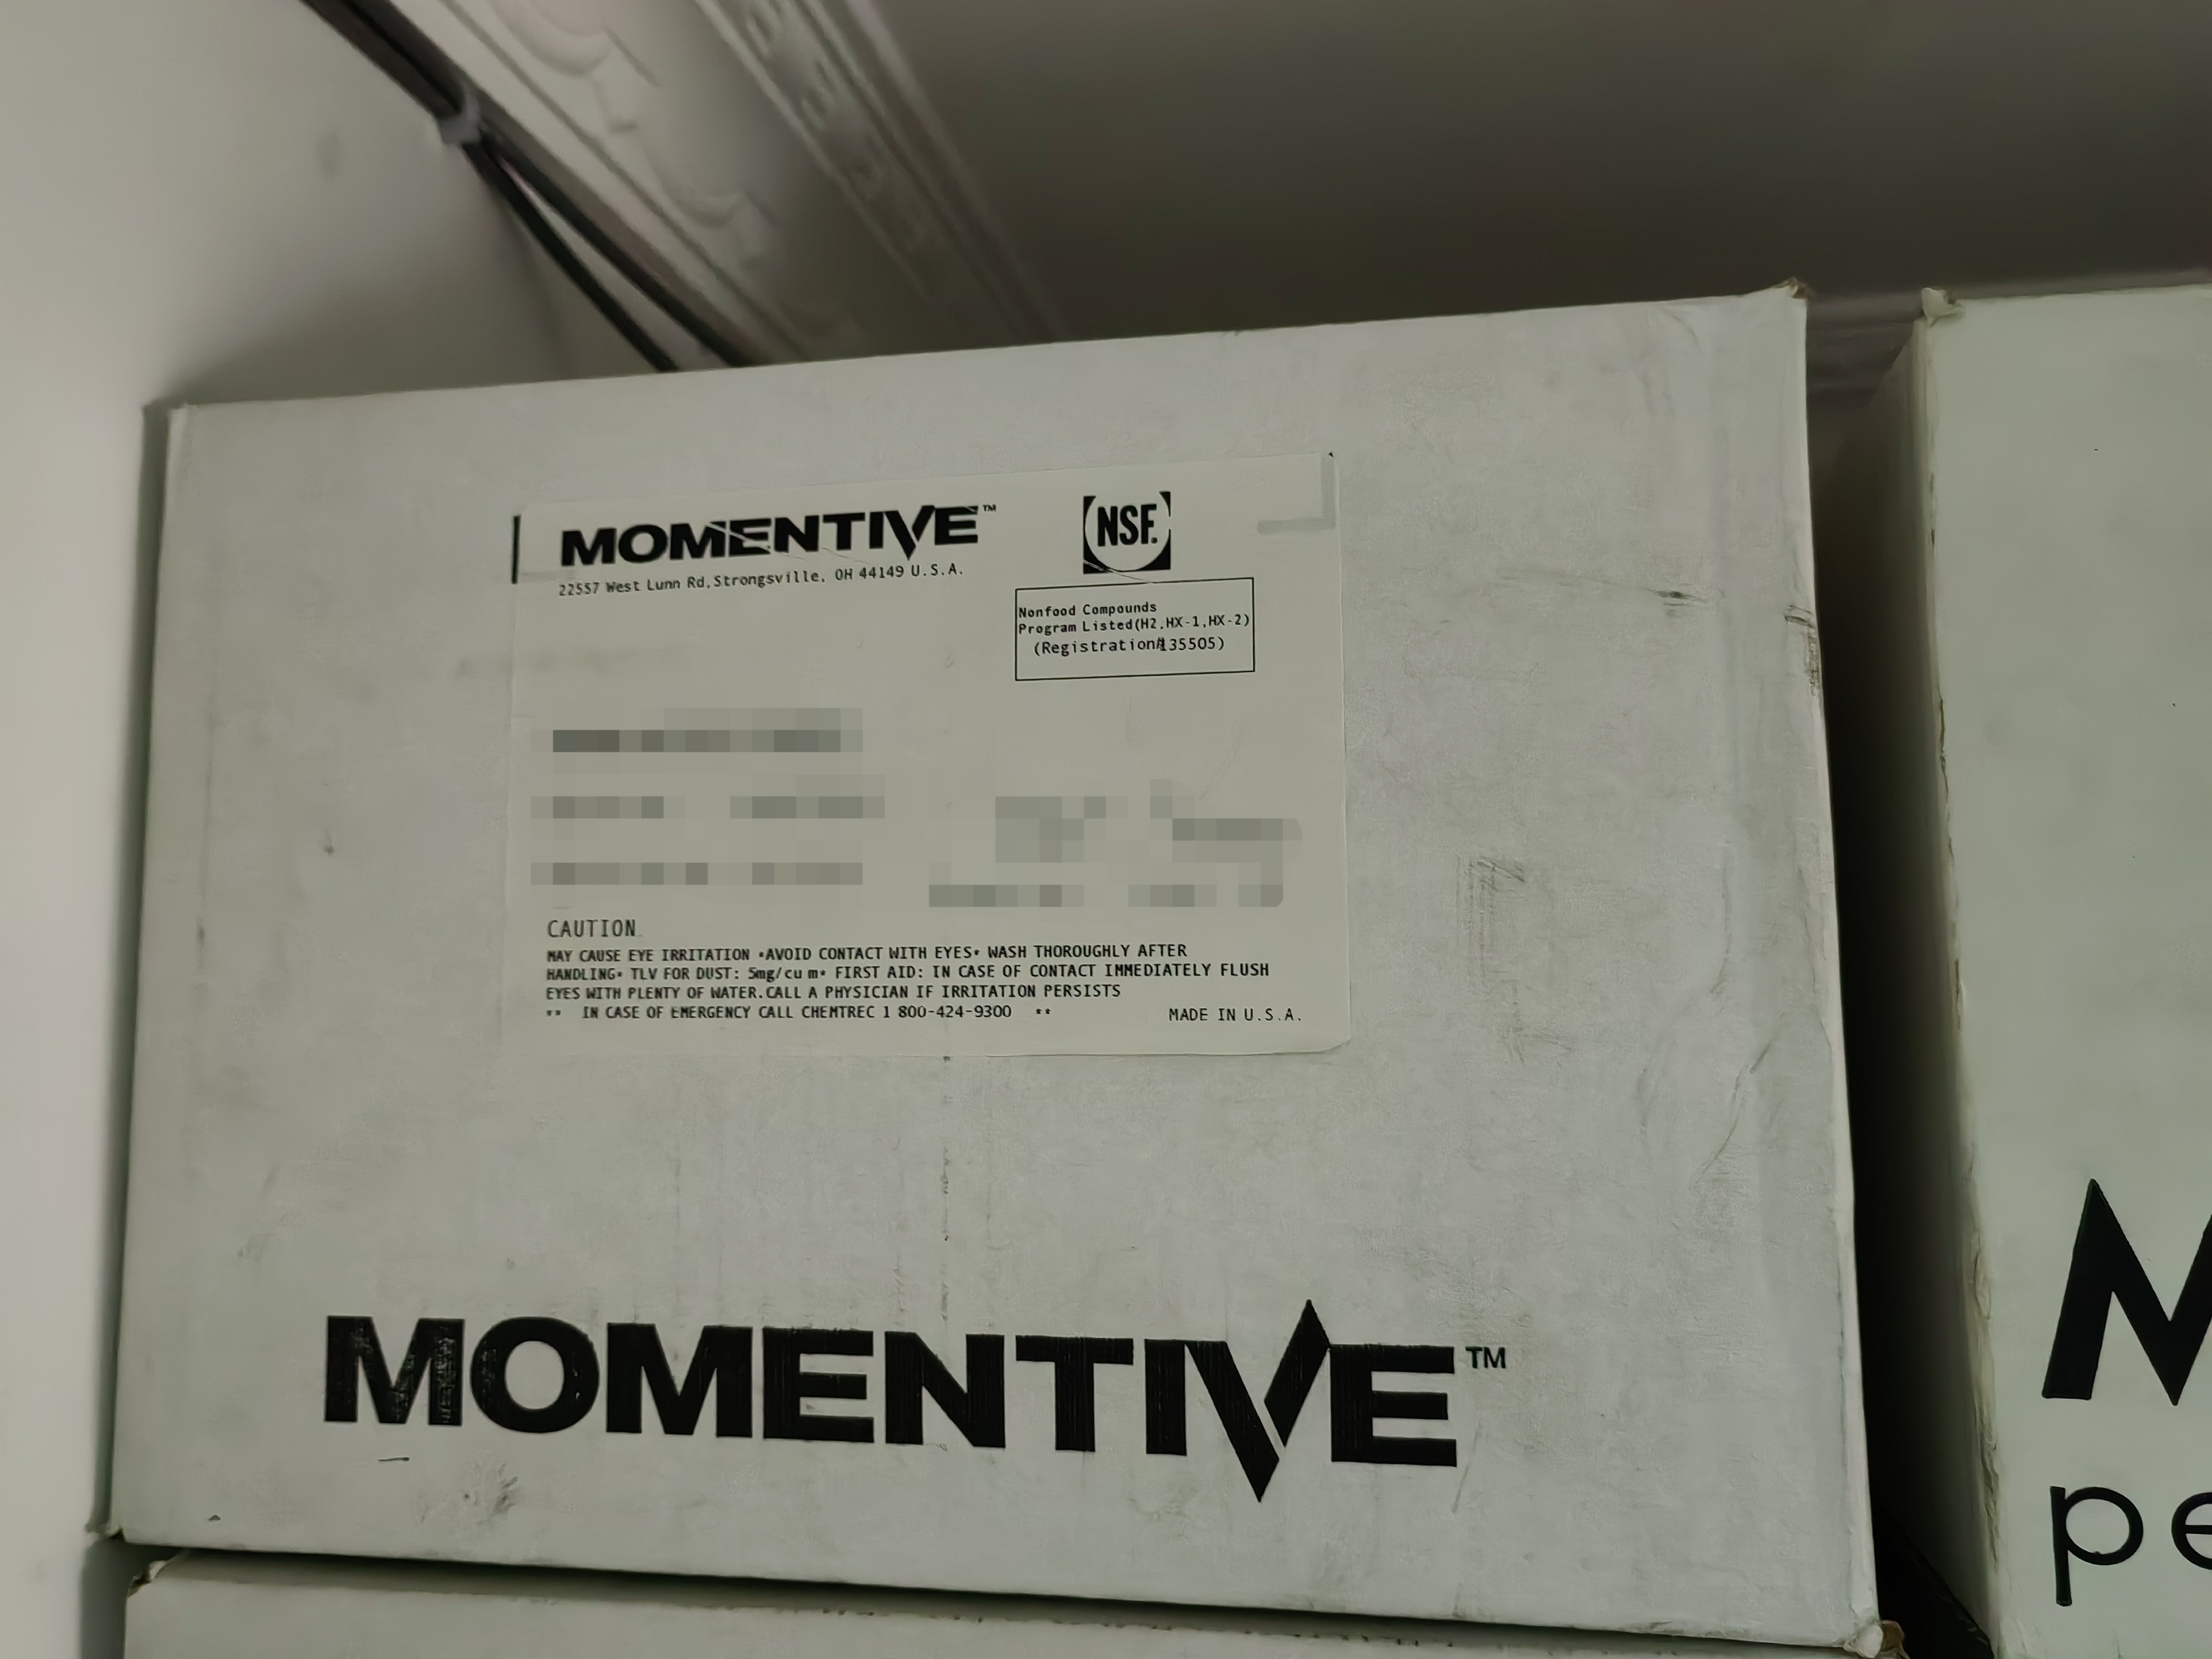 MOMENTIVE™
22557 West Lunn Rd,Strongsville, OH 44149 U.S.A.
NSF.
Nonfood Compounds
Program Listed(H2,HX-1,HX-2)
(Registration#135505)
CAUTION
MAY CAUSE EYE IRRITATION •AVOID CONTACT WITH EYES• WASH THOROUGHLY AFTER
HANDLING• TLV FOR DUST: 5mg/cu m• FIRST AID: IN CASE OF CONTACT IMMEDIATELY FLUSH
EYES WITH PLENTY OF WATER.CALL A PHYSICIAN IF IRRITATION PERSISTS
** IN CASE OF EMERGENCY CALL CHEMTREC 1 800-424-9300 **
MADE IN U.S.A.
MOMENTIVE™
M
pe